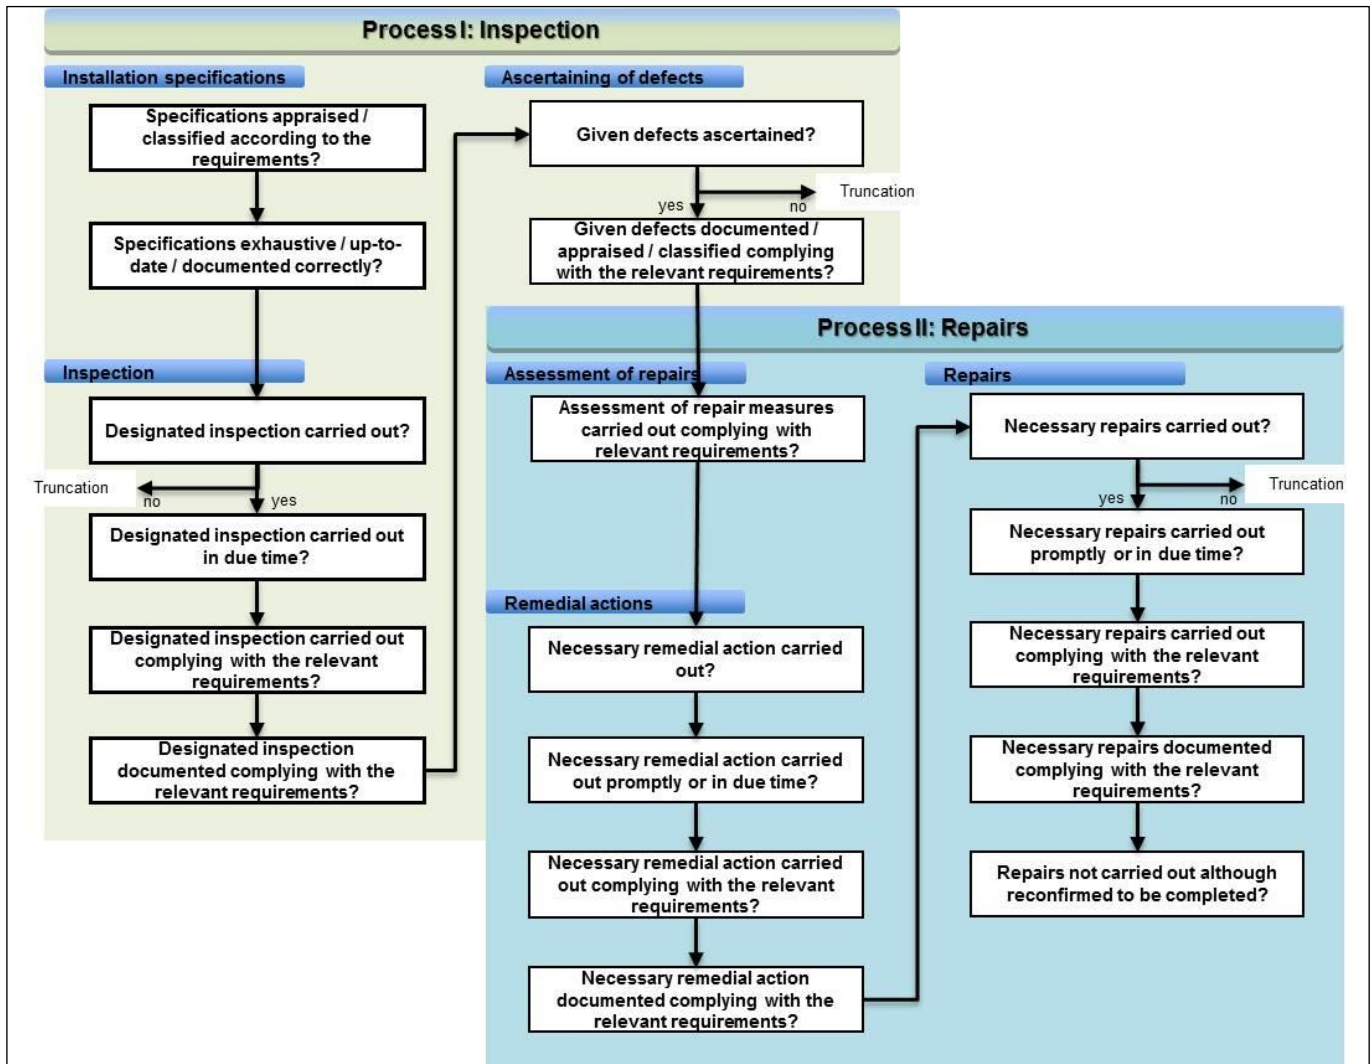 Process I: Inspection
Installation specifications
Specifications appraised /
classified according to the
requirements?
Specifications exhaustive / up-to-
date / documented correctly?
Inspection
Designated inspection carried out?
Truncation
no
yes
Designated inspection carried out
in due time?
Designated inspection carried out
complying with the relevant
requirements?
Designated inspection
documented complying with the
relevant requirements?
Ascertaining of defects
Given defects ascertained?
Truncation
yes
no
Given defects documented /
appraised / classified complying
with the relevant requirements?
Process II: Repairs
Assessment of repairs
Assessment of repair measures
carried out complying with
relevant requirements?
Remedial actions
Necessary remedial action carried
out?
Necessary remedial action carried
out promptly or in due time?
Necessary remedial action carried
out complying with the relevant
requirements?
Necessary remedial action
documented complying with the
relevant requirements?
Repairs
Necessary repairs carried out?
Truncation
yes
no
Necessary repairs carried out
promptly or in due time?
Necessary repairs carried out
complying with the relevant
requirements?
Necessary repairs documented
complying with the relevant
requirements?
Repairs not carried out although
reconfirmed to be completed?